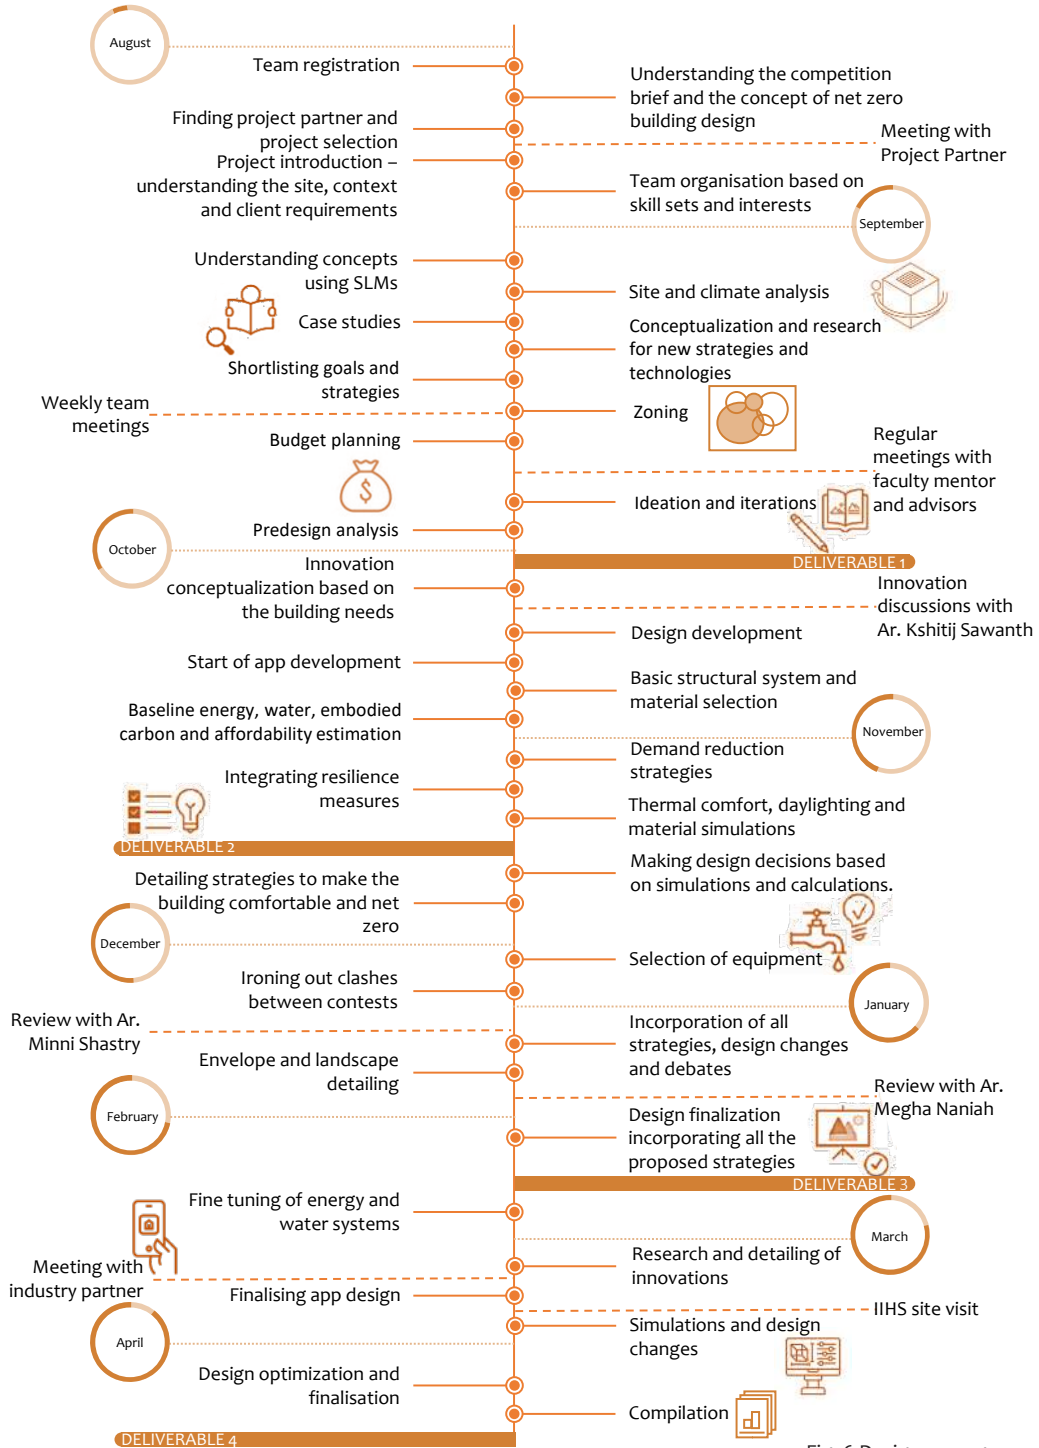 August
Team registration
Understanding the competition
brief and the concept of net zero
building design
Finding project partner and
project selection
Meeting with
Project Partner
Project introduction –
understanding the site, context
and client requirements
Team organisation based on
skill sets and interests
September
Understanding concepts
using SLMs
Site and climate analysis
Case studies
Conceptualization and research
for new strategies and
technologies
Shortlisting goals and
strategies
Weekly team
meetings
Zoning
Budget planning
Regular
meetings with
faculty mentor
and advisors
Ideation and iterations
Predesign analysis
October
DELIVERABLE 1
Innovation
conceptualization based on
the building needs
Innovation
discussions with
Ar. Kshitij Sawanth
Design development
Start of app development
Basic structural system and
material selection
Baseline energy, water, embodied
carbon and affordability estimation
November
Demand reduction
strategies
Integrating resilience
measures
Thermal comfort, daylighting and
material simulations
DELIVERABLE 2
Making design decisions based
on simulations and calculations.
Detailing strategies to make the
building comfortable and net
zero
December
Selection of equipment
Ironing out clashes
between contests
January
Review with Ar.
Minni Shastry
Incorporation of all
strategies, design changes
and debates
Envelope and landscape
detailing
Review with Ar.
Megha Naniah
February
Design finalization
incorporating all the
proposed strategies
DELIVERABLE 3
Fine tuning of energy and
water systems
March
Research and detailing of
innovations
Meeting with
industry partner
Finalising app design
IIHS site visit
Simulations and design
changes
April
Design optimization and
finalisation
Compilation
DELIVERABLE 4